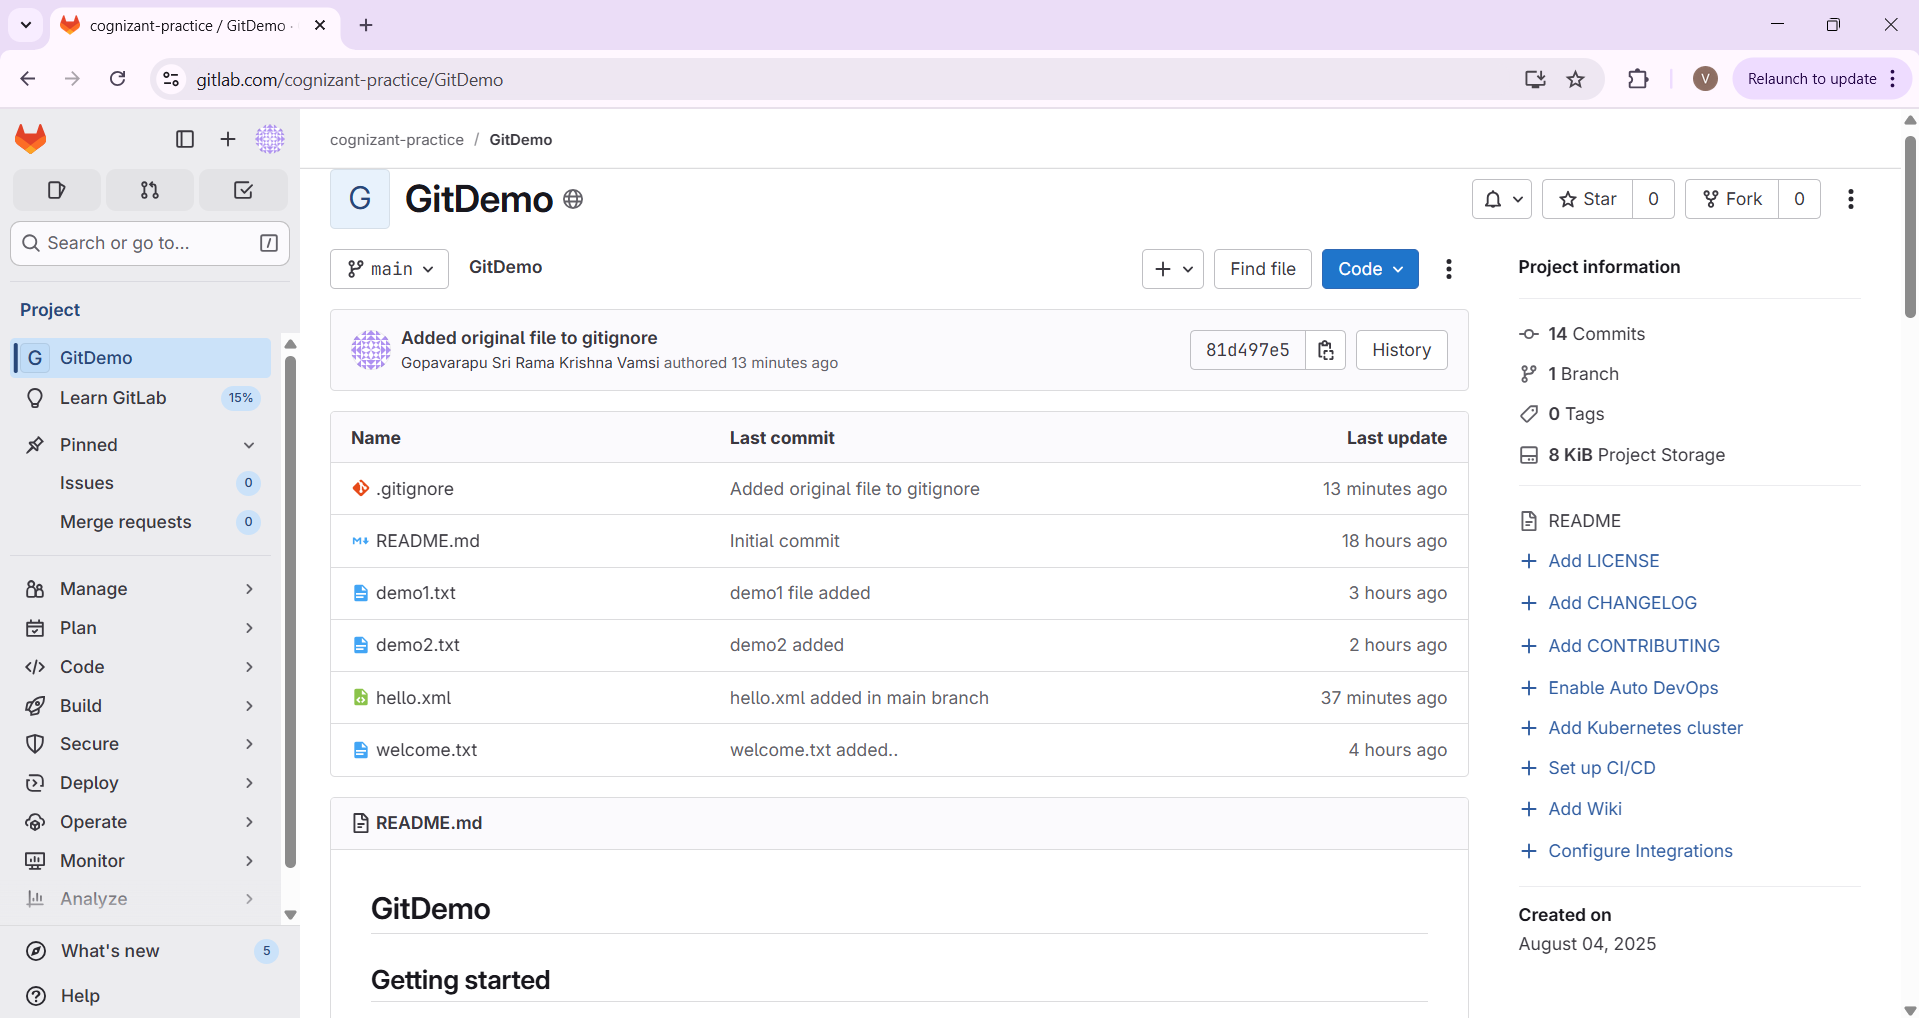 cognizant-practice / GitDemo ·
gitlab.com/cognizant-practice/GitDemo
V
Relaunch to update
Search or go to...
/
Project
G GitDemo
Learn GitLab 15%
Pinned
Issues 0
Merge requests 0
Manage
Plan
Code
Build
Secure
Deploy
Operate
Monitor
Analyze
What's new 5
Help
cognizant-practice / GitDemo
G GitDemo
Star 0
Fork 0
main
GitDemo
Find file
Code
Added original file to gitignore
Gopavarapu Sri Rama Krishna Vamsi authored 13 minutes ago
81d497e5
History
Name Last commit Last update
.gitignore Added original file to gitignore 13 minutes ago
README.md Initial commit 18 hours ago
demo1.txt demo1 file added 3 hours ago
demo2.txt demo2 added 2 hours ago
hello.xml hello.xml added in main branch 37 minutes ago
welcome.txt welcome.txt added.. 4 hours ago
README.md
GitDemo
Getting started
Project information
14 Commits
1 Branch
0 Tags
8 KiB Project Storage
README
Add LICENSE
Add CHANGELOG
Add CONTRIBUTING
Enable Auto DevOps
Add Kubernetes cluster
Set up CI/CD
Add Wiki
Configure Integrations
Created on
August 04, 2025